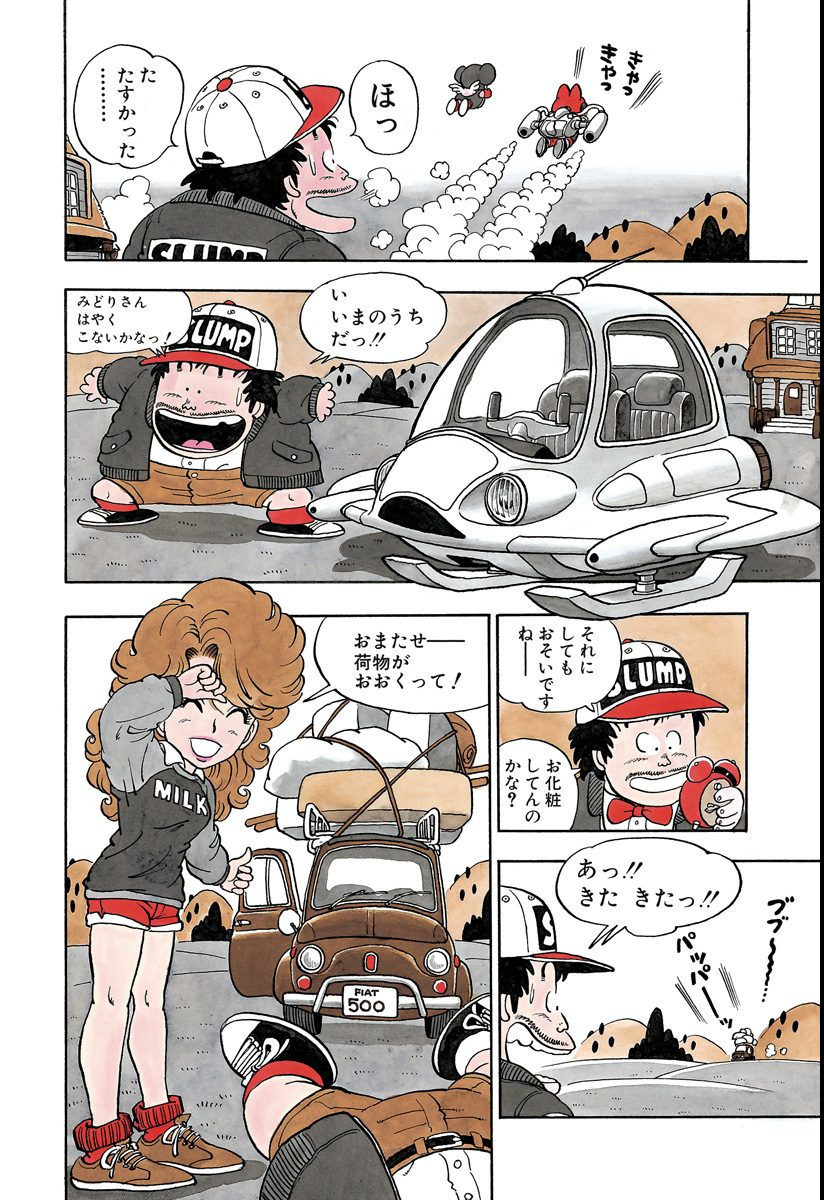 きゃっ
きゃっ
ほっ
た
たすかった
………
SLUMP
い
いまのうち
だっ!!
みどりさん
はやく
こないかなっ!
SLUMP
それに
しても
おそいです
ね――
SLUMP
お化粧
してんの
かな?
あっ!!
きた きたっ!!
ブブ〜〜
パッパーッ
S
おまたせ――
荷物が
おおくって!
MILK
FIAT
500